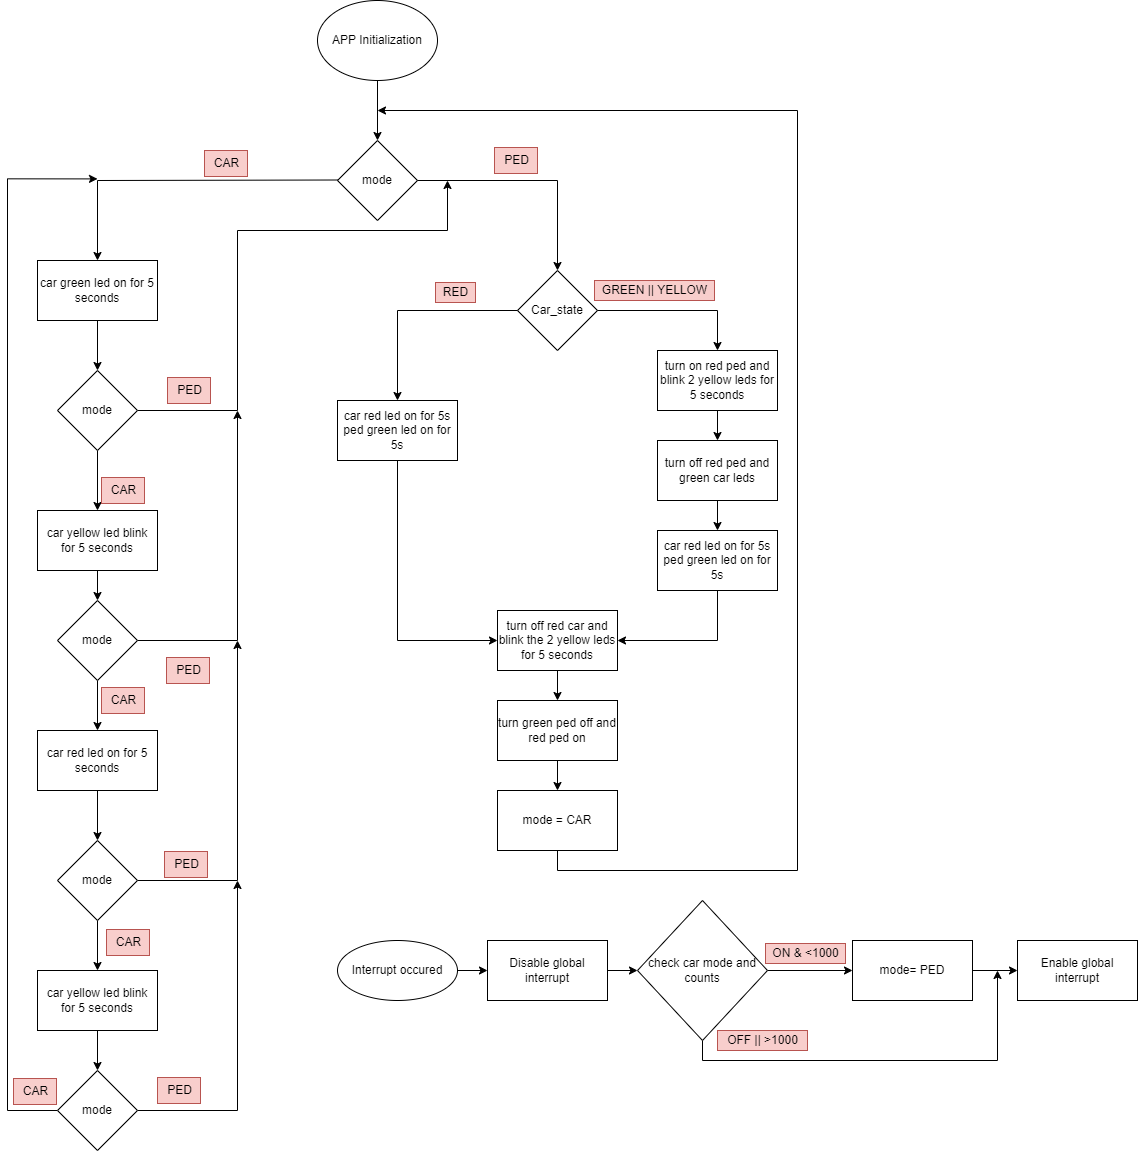 APP Initialization
mode
CAR
PED
car green led on for 5
seconds
mode
PED
CAR
car yellow led blink
for 5 seconds
mode
PED
CAR
car red led on for 5
seconds
mode
PED
CAR
car yellow led blink
for 5 seconds
mode
CAR
PED
Car_state
RED
GREEN || YELLOW
car red led on for 5s
ped green led on for
5s
turn on red ped and
blink 2 yellow leds for
5 seconds
turn off red ped and
green car leds
car red led on for 5s
ped green led on for
5s
turn off red car and
blink the 2 yellow leds
for 5 seconds
turn green ped off and
red ped on
mode = CAR
Interrupt occured
Disable global
interrupt
check car mode and
counts
ON & <1000
OFF || >1000
mode= PED
Enable global
interrupt